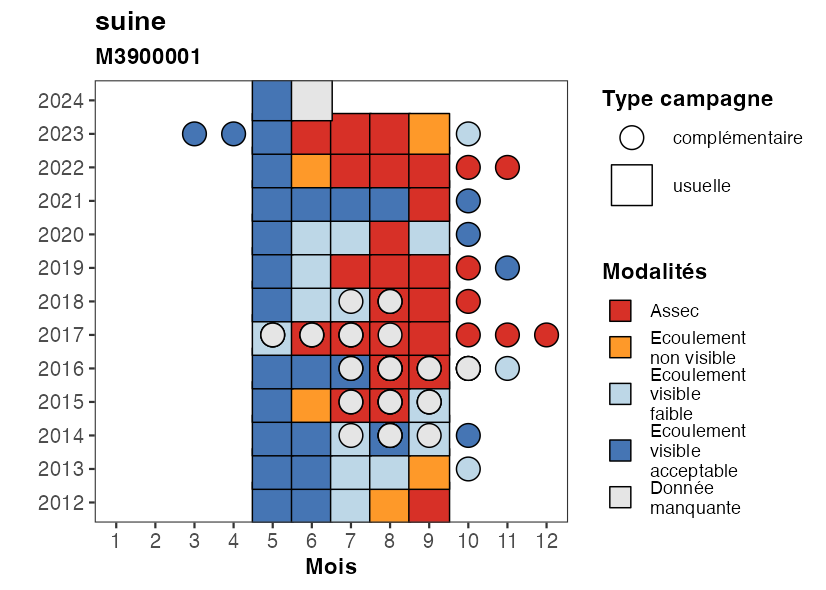 suine
M3900001
2024
2023
2022
2021
2020
2019
2018
2017
2016
2015
2014
2013
2012
1 2 3 4 5 6 7 8 9 10 11 12
Mois
Type campagne
complémentaire
usuelle
Modalités
Assec
Ecoulement
non visible
Ecoulement
visible
faible
Ecoulement
visible
acceptable
Donnée
manquante